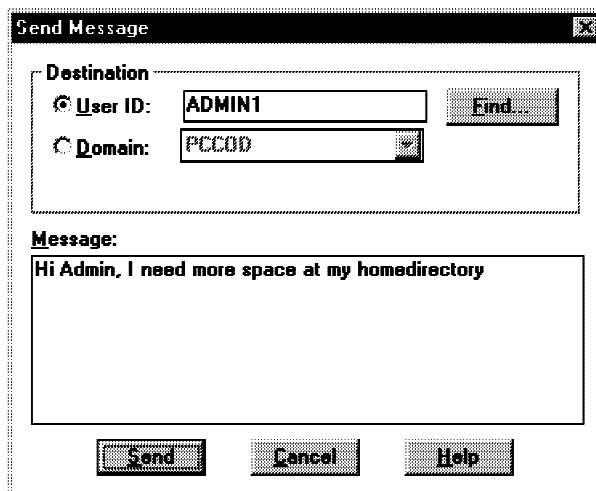 Send Message
Destination
User ID: ADMIN1 Find...
Domain: PCCOD
Message:
Hi Admin, I need more space at my homedirectory
Send Cancel Help